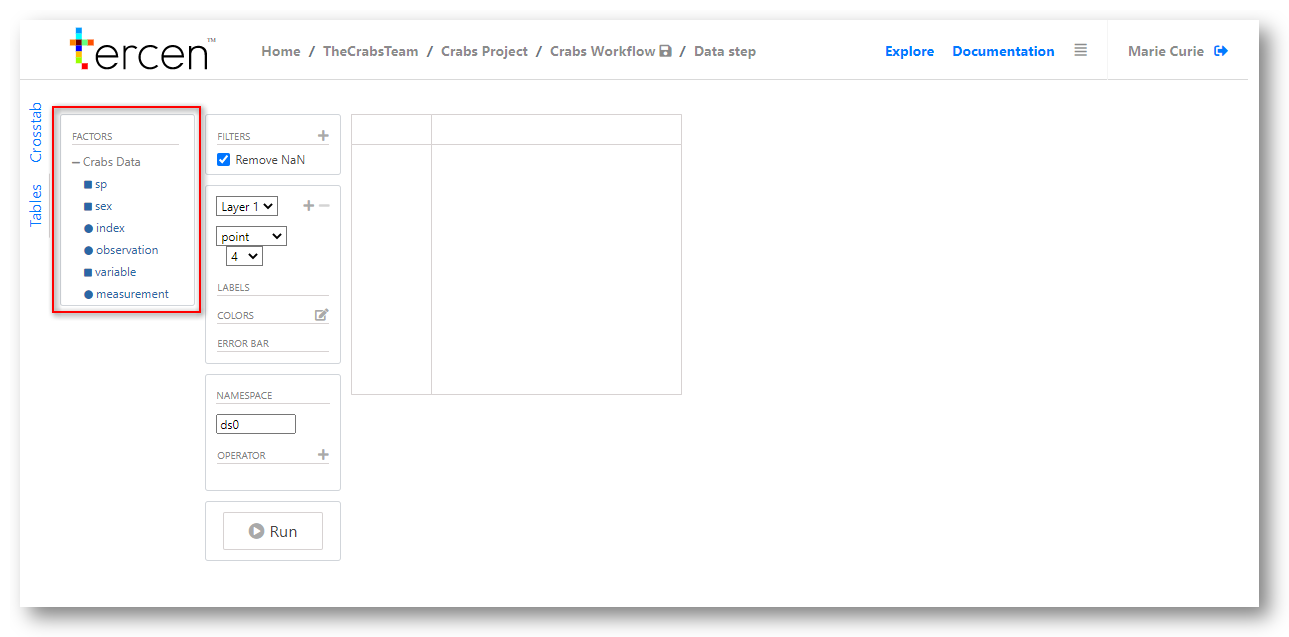 tercen™
Home / TheCrabsTeam / Crabs Project / Crabs Workflow / Data step
Explore Documentation
Marie Curie
Crosstab
Tables
FACTORS
Crabs Data
sp
sex
index
observation
variable
measurement
FILTERS
Remove NaN
Layer 1
point
4
LABELS
COLORS
ERROR BAR
NAMESPACE
ds0
OPERATOR
Run